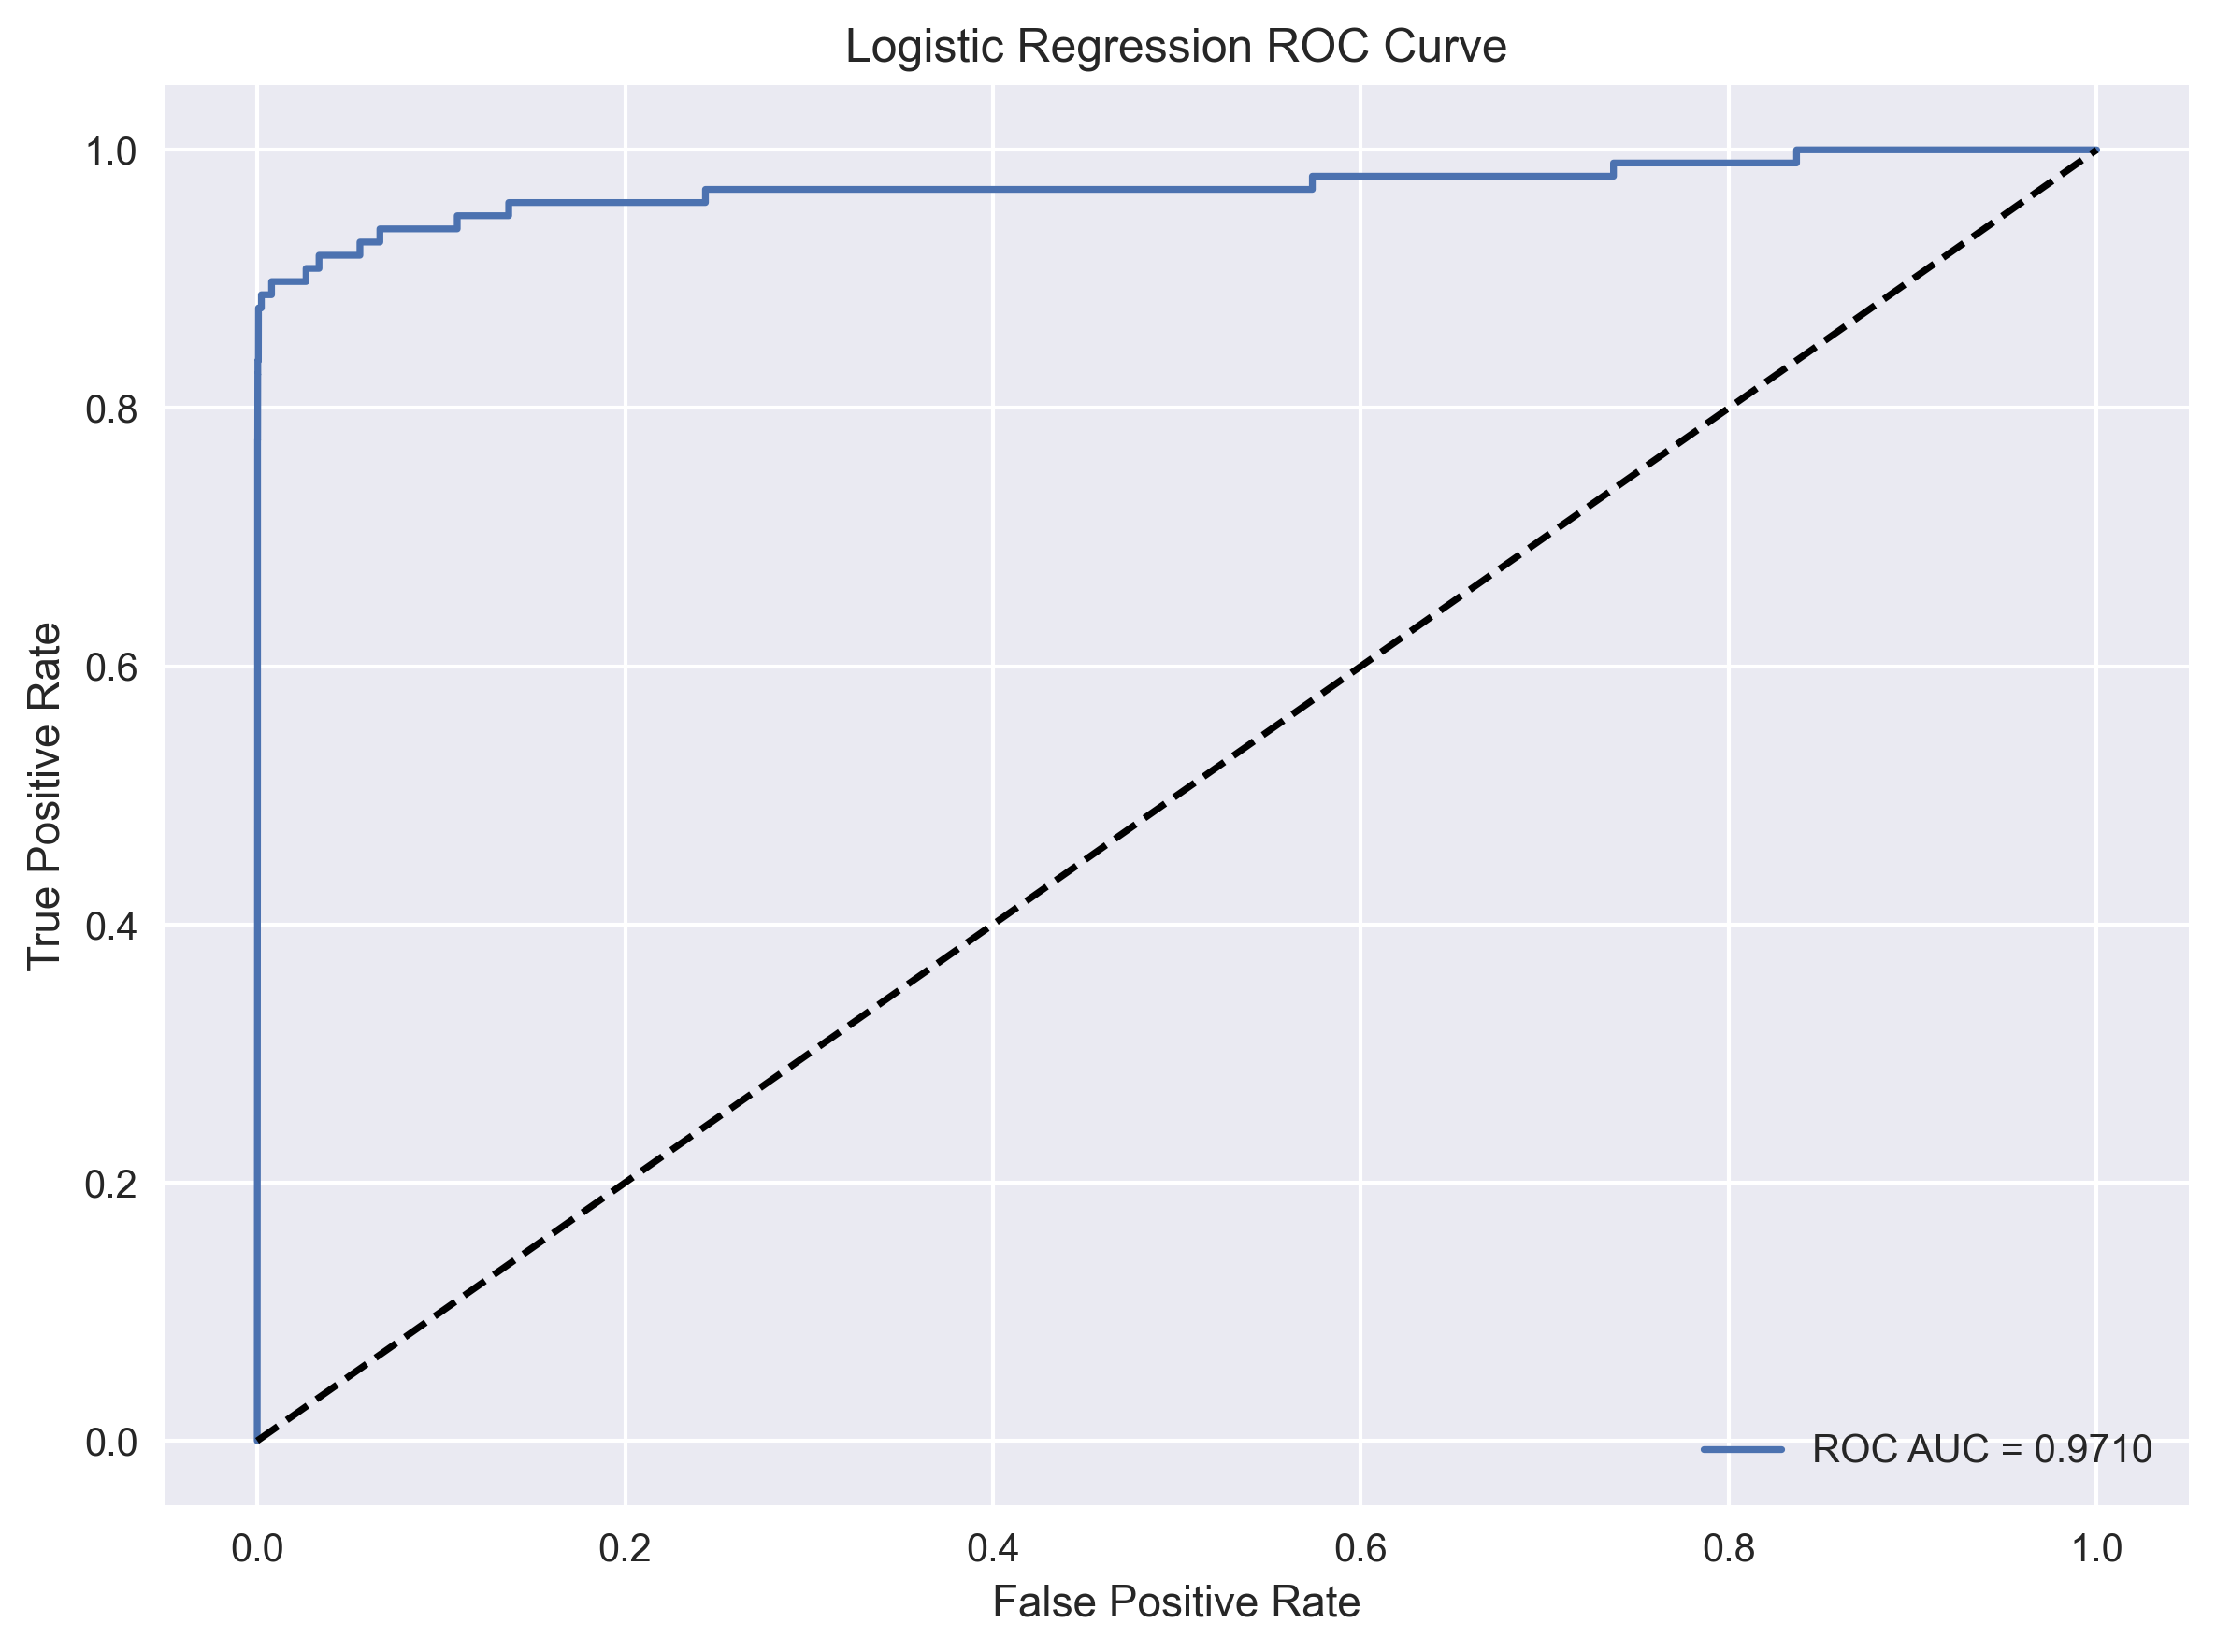 Logistic Regression ROC Curve
1.0
0.8
0.6
0.4
0.2
0.0
True Positive Rate
ROC AUC = 0.9710
0.0 0.2 0.4 0.6 0.8 1.0
False Positive Rate